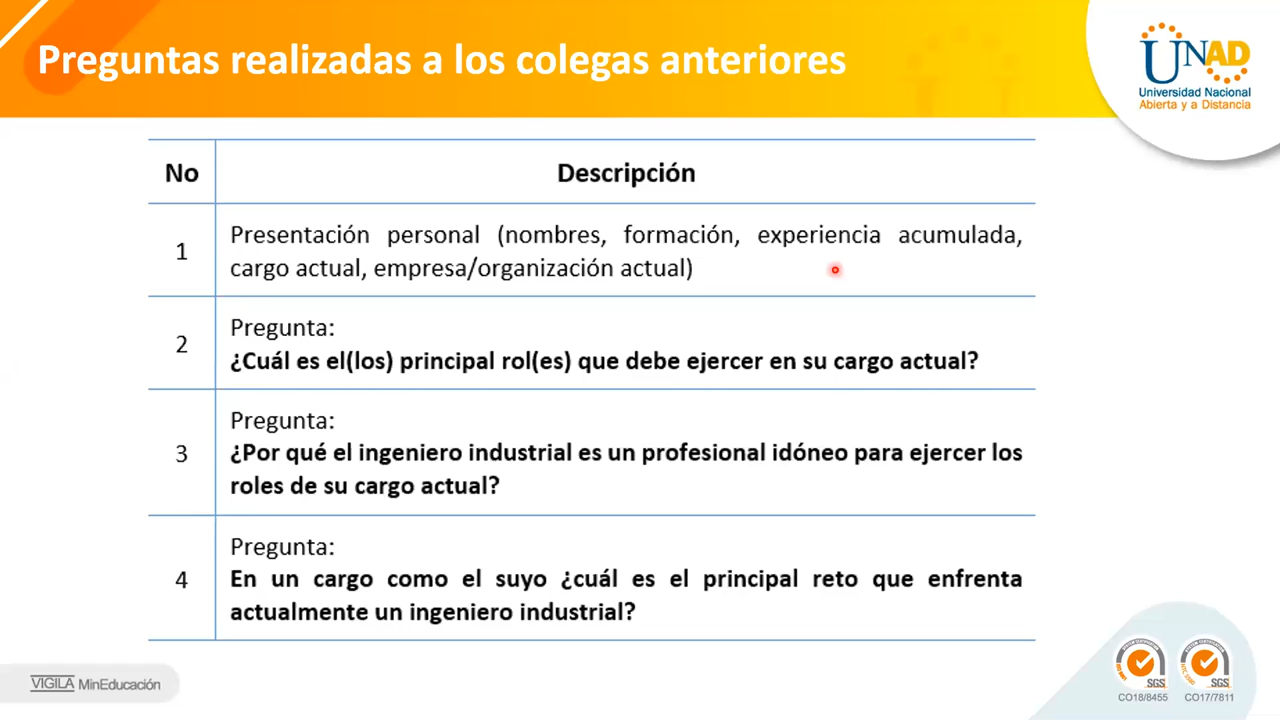 Preguntas realizadas a los colegas anteriores
UNAD
Universidad Nacional
Abierta y a Distancia
No
Descripción
1
Presentación personal (nombres, formación, experiencia acumulada,
cargo actual, empresa/organización actual)
2
Pregunta:
¿Cuál es el(los) principal rol(es) que debe ejercer en su cargo actual?
3
Pregunta:
¿Por qué el ingeniero industrial es un profesional idóneo para ejercer los
roles de su cargo actual?
4
Pregunta:
En un cargo como el suyo ¿cuál es el principal reto que enfrenta
actualmente un ingeniero industrial?
VIGILA MinEducación
SGS
SGS
CO18/8455
CO17/7811